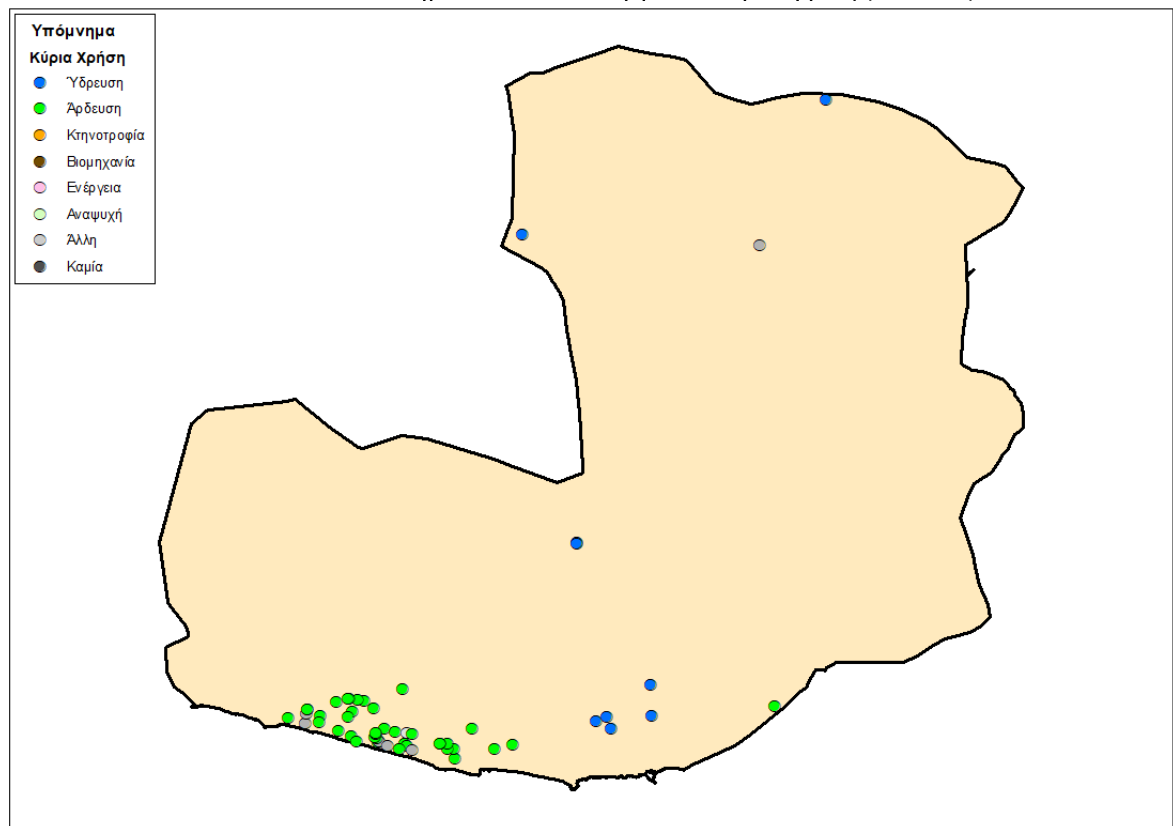 Υπόμνημα
Κύρια Χρήση
Ύδρευση
Άρδευση
Κτηνοτροφία
Βιομηχανία
Ενέργεια
Αναψυχή
Άλλη
Καμία